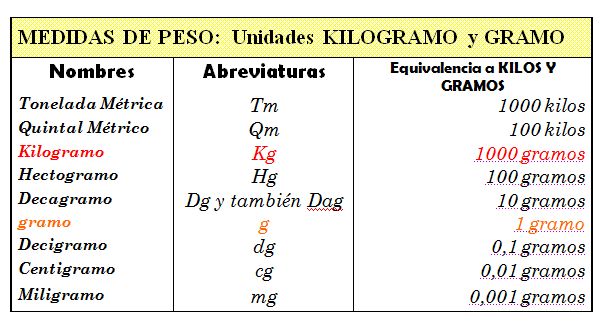 MEDIDAS DE PESO: Unidades KILOGRAMO y GRAMO
Nombres Abreviaturas Equivalencia a KILOS Y GRAMOS
Tonelada Métrica Tm 1000 kilos
Quintal Métrico Qm 100 kilos
Kilogramo Kg 1000 gramos
Hectogramo Hg 100 gramos
Decagramo Dg y también Dag 10 gramos
gramo g 1 gramo
Decigramo dg 0,1 gramos
Centigramo cg 0,01 gramos
Miligramo mg 0,001 gramos